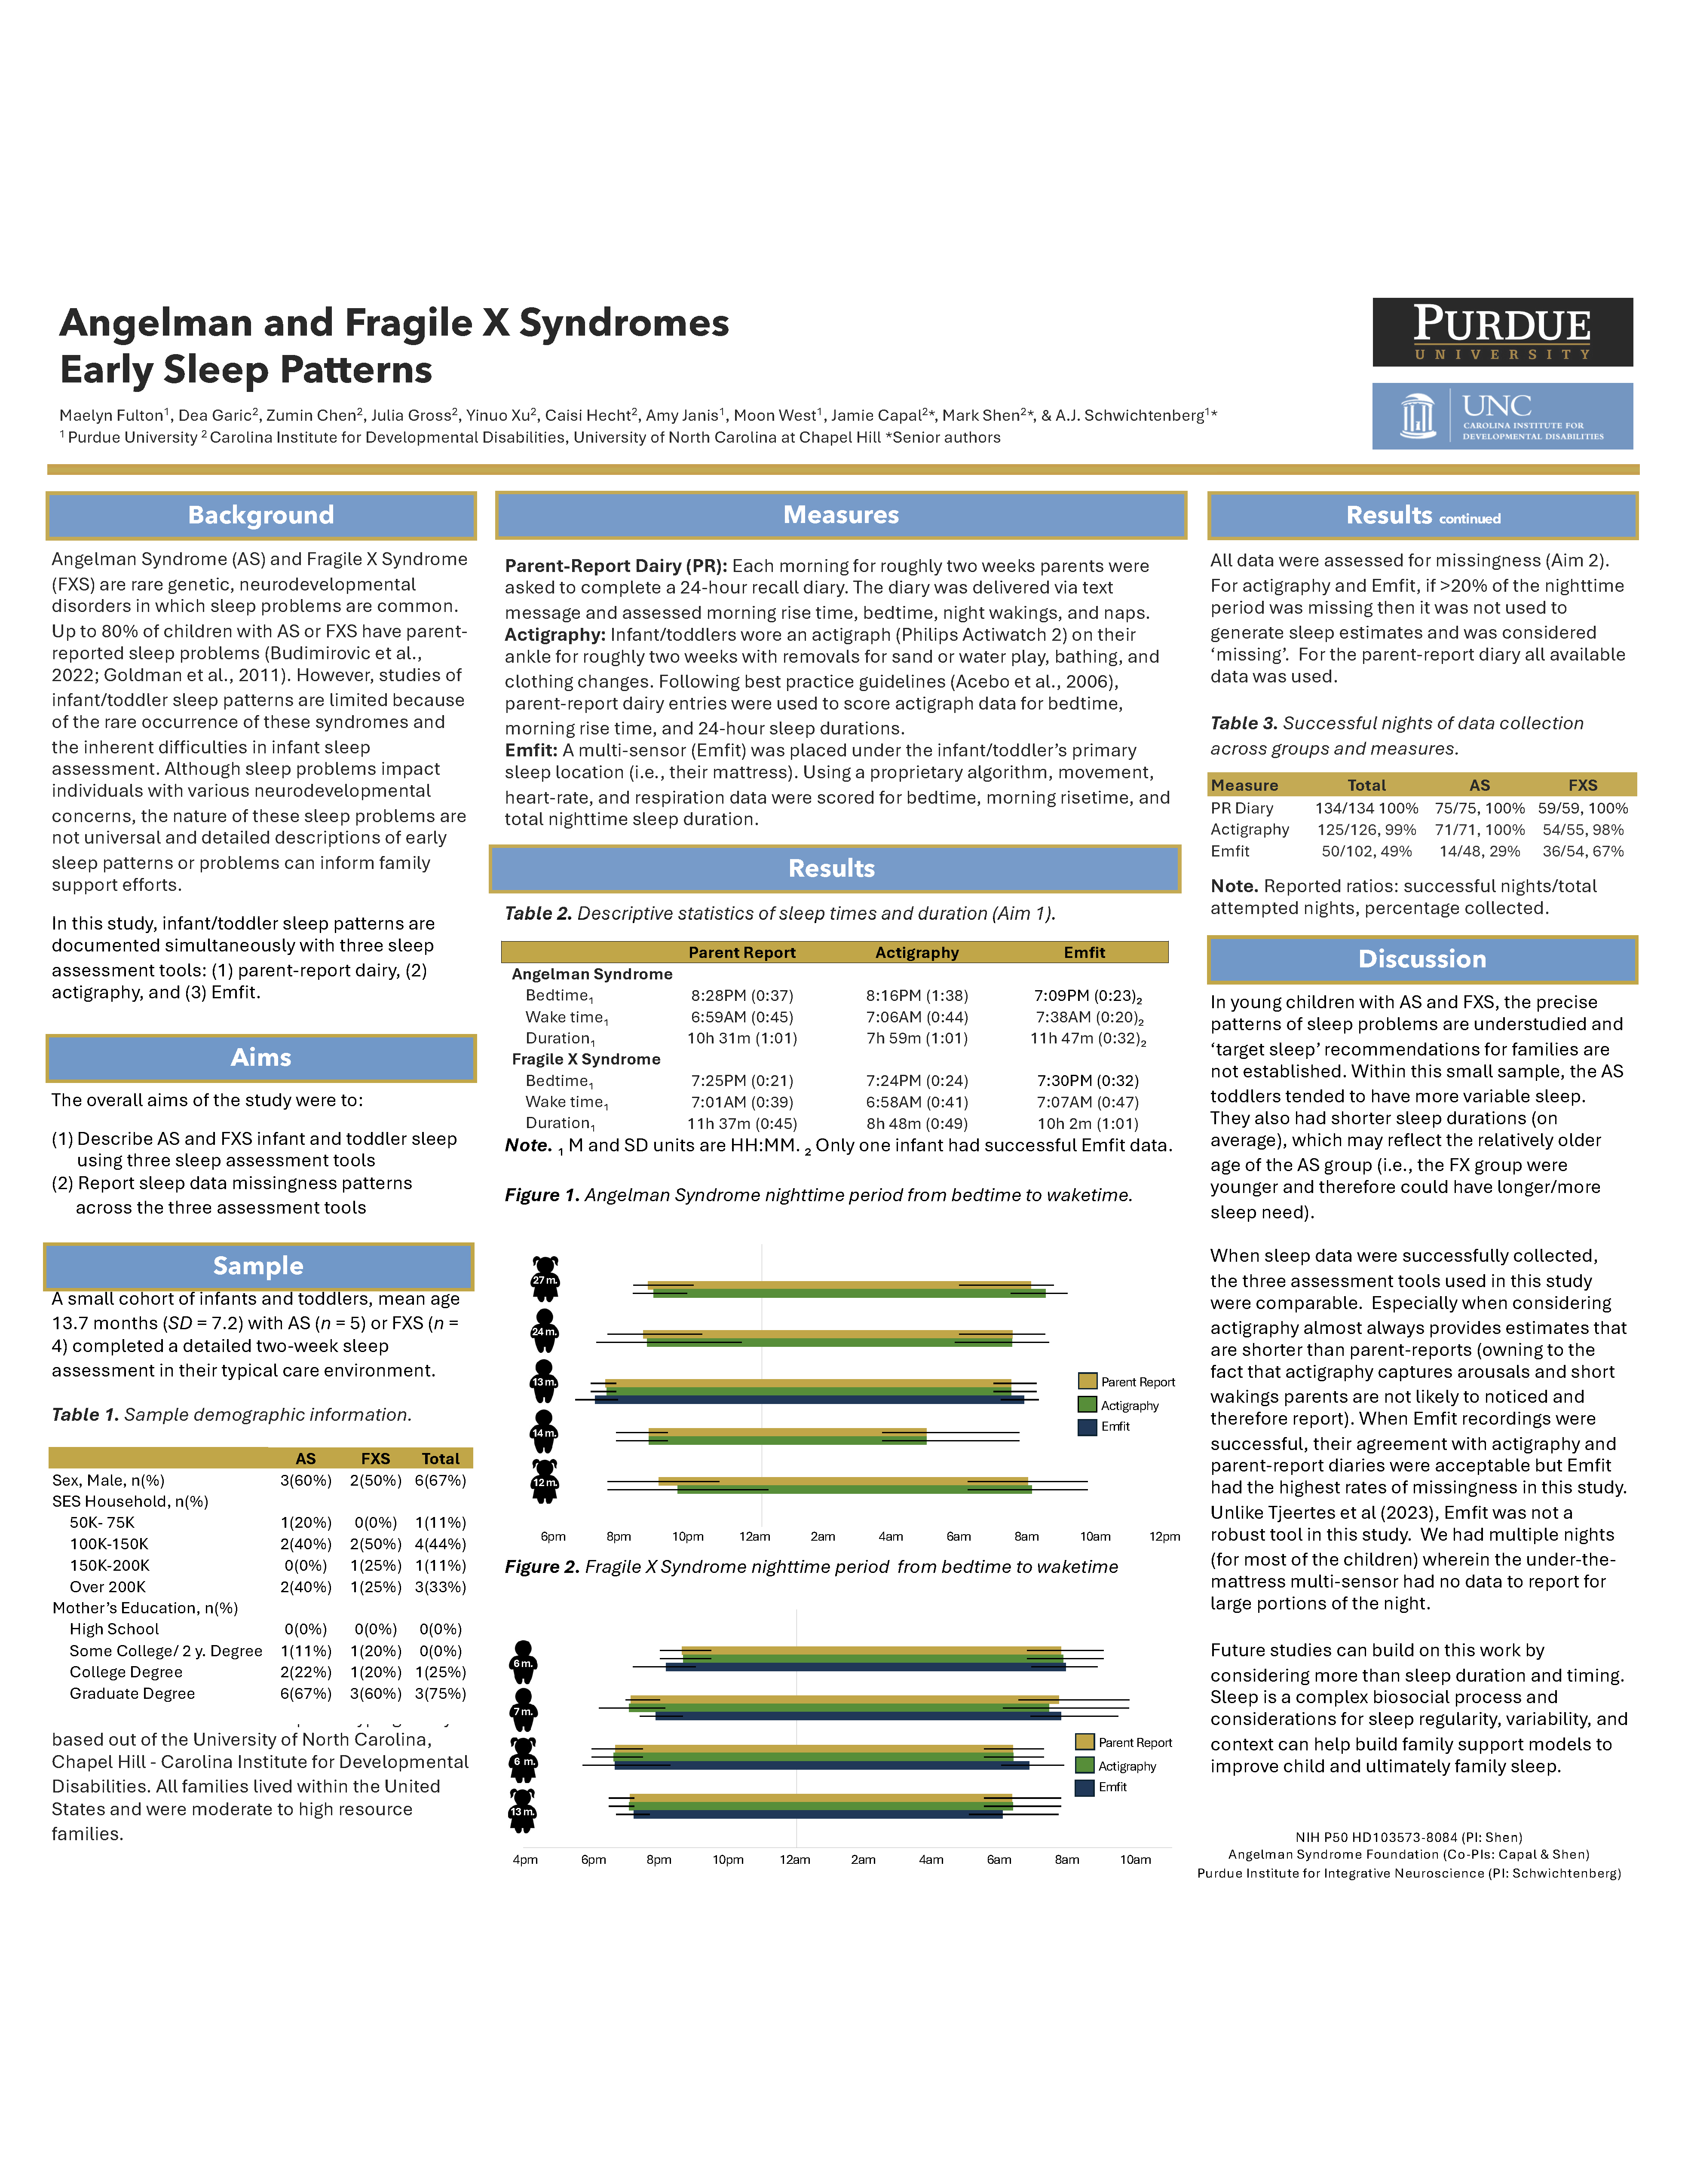 Angelman and Fragile X Syndromes
Early Sleep Patterns
Maelyn Fulton1, Dea Garic2, Zumin Chen2, Julia Gross2, Yinuo Xu2, Caisi Hecht2, Amy Janis1, Moon West1, Jamie Capal2*, Mark Shen2*, & A.J. Schwichtenberg1*
1 Purdue University 2 Carolina Institute for Developmental Disabilities, University of North Carolina at Chapel Hill *Senior authors
PURDUE
UNIVERSITY
UNC
CAROLINA INSTITUTE FOR
DEVELOPMENTAL DISABILITIES
Background
Angelman Syndrome (AS) and Fragile X Syndrome
(FXS) are rare genetic, neurodevelopmental
disorders in which sleep problems are common.
Up to 80% of children with AS or FXS have parent-
reported sleep problems (Budimirovic et al.,
2022; Goldman et al., 2011). However, studies of
infant/toddler sleep patterns are limited because
of the rare occurrence of these syndromes and
the inherent difficulties in infant sleep
assessment. Although sleep problems impact
individuals with various neurodevelopmental
concerns, the nature of these sleep problems are
not universal and detailed descriptions of early
sleep patterns or problems can inform family
support efforts.
In this study, infant/toddler sleep patterns are
documented simultaneously with three sleep
assessment tools: (1) parent-report dairy, (2)
actigraphy, and (3) Emfit.
Aims
The overall aims of the study were to:
(1) Describe AS and FXS infant and toddler sleep
using three sleep assessment tools
(2) Report sleep data missingness patterns
across the three assessment tools
Sample
A small cohort of infants and toddlers, mean age
13.7 months (SD = 7.2) with AS (n = 5) or FXS (n =
4) completed a detailed two-week sleep
assessment in their typical care environment.
Table 1. Sample demographic information.
AS FXS Total
Sex, Male, n(%) 3(60%) 2(50%) 6(67%)
SES Household, n(%)
50K- 75K 1(20%) 0(0%) 1(11%)
100K-150K 2(40%) 2(50%) 4(44%)
150K-200K 0(0%) 1(25%) 1(11%)
Over 200K 2(40%) 1(25%) 3(33%)
Mother's Education, n(%)
High School 0(0%) 0(0%) 0(0%)
Some College/ 2 y. Degree 1(11%) 1(20%) 0(0%)
College Degree 2(22%) 1(20%) 1(25%)
Graduate Degree 6(67%) 3(60%) 3(75%)
based out of the University of North Carolina,
Chapel Hill - Carolina Institute for Developmental
Disabilities. All families lived within the United
States and were moderate to high resource
families.
Measures
Parent-Report Dairy (PR): Each morning for roughly two weeks parents were
asked to complete a 24-hour recall diary. The diary was delivered via text
message and assessed morning rise time, bedtime, night wakings, and naps.
Actigraphy: Infant/toddlers wore an actigraph (Philips Actiwatch 2) on their
ankle for roughly two weeks with removals for sand or water play, bathing, and
clothing changes. Following best practice guidelines (Acebo et al., 2006),
parent-report dairy entries were used to score actigraph data for bedtime,
morning rise time, and 24-hour sleep durations.
Emfit: A multi-sensor (Emfit) was placed under the infant/toddler's primary
sleep location (i.e., their mattress). Using a proprietary algorithm, movement,
heart-rate, and respiration data were scored for bedtime, morning risetime, and
total nighttime sleep duration.
Results
Table 2. Descriptive statistics of sleep times and duration (Aim 1).
Parent Report Actigraphy Emfit
Angelman Syndrome
Bedtime1 8:28PM (0:37) 8:16PM (1:38) 7:09PM (0:23)2
Wake time1 6:59AM (0:45) 7:06AM (0:44) 7:38AM (0:20)2
Duration1 10h 31m (1:01) 7h 59m (1:01) 11h 47m (0:32)2
Fragile X Syndrome
Bedtime1 7:25PM (0:21) 7:24PM (0:24) 7:30PM (0:32)
Wake time1 7:01AM (0:39) 6:58AM (0:41) 7:07AM (0:47)
Duration1 11h 37m (0:45) 8h 48m (0:49) 10h 2m (1:01)
Note. 1 M and SD units are HH:MM. 2 Only one infant had successful Emfit data.
Figure 1. Angelman Syndrome nighttime period from bedtime to waketime.
27 m.
24 m.
13 m.
14 m.
12 m.
Parent Report
Actigraphy
Emfit
6pm 8pm 10pm 12am 2am 4am 6am 8am 10am 12pm
Figure 2. Fragile X Syndrome nighttime period from bedtime to waketime
6 m.
7 m.
6 m.
13 m.
Parent Report
Actigraphy
Emfit
4pm 6pm 8pm 10pm 12am 2am 4am 6am 8am 10am
Results continued
All data were assessed for missingness (Aim 2).
For actigraphy and Emfit, if >20% of the nighttime
period was missing then it was not used to
generate sleep estimates and was considered
'missing'. For the parent-report diary all available
data was used.
Table 3. Successful nights of data collection
across groups and measures.
Measure Total AS FXS
PR Diary 134/134 100% 75/75, 100% 59/59, 100%
Actigraphy 125/126, 99% 71/71, 100% 54/55, 98%
Emfit 50/102, 49% 14/48, 29% 36/54, 67%
Note. Reported ratios: successful nights/total
attempted nights, percentage collected.
Discussion
In young children with AS and FXS, the precise
patterns of sleep problems are understudied and
'target sleep' recommendations for families are
not established. Within this small sample, the AS
toddlers tended to have more variable sleep.
They also had shorter sleep durations (on
average), which may reflect the relatively older
age of the AS group (i.e., the FX group were
younger and therefore could have longer/more
sleep need).
When sleep data were successfully collected,
the three assessment tools used in this study
were comparable. Especially when considering
actigraphy almost always provides estimates that
are shorter than parent-reports (owning to the
fact that actigraphy captures arousals and short
wakings parents are not likely to noticed and
therefore report). When Emfit recordings were
successful, their agreement with actigraphy and
parent-report diaries were acceptable but Emfit
had the highest rates of missingness in this study.
Unlike Tjeertes et al (2023), Emfit was not a
robust tool in this study. We had multiple nights
(for most of the children) wherein the under-the-
mattress multi-sensor had no data to report for
large portions of the night.
Future studies can build on this work by
considering more than sleep duration and timing.
Sleep is a complex biosocial process and
considerations for sleep regularity, variability, and
context can help build family support models to
improve child and ultimately family sleep.
NIH P50 HD103573-8084 (PI: Shen)
Angelman Syndrome Foundation (Co-PIs: Capal & Shen)
Purdue Institute for Integrative Neuroscience (PI: Schwichtenberg)